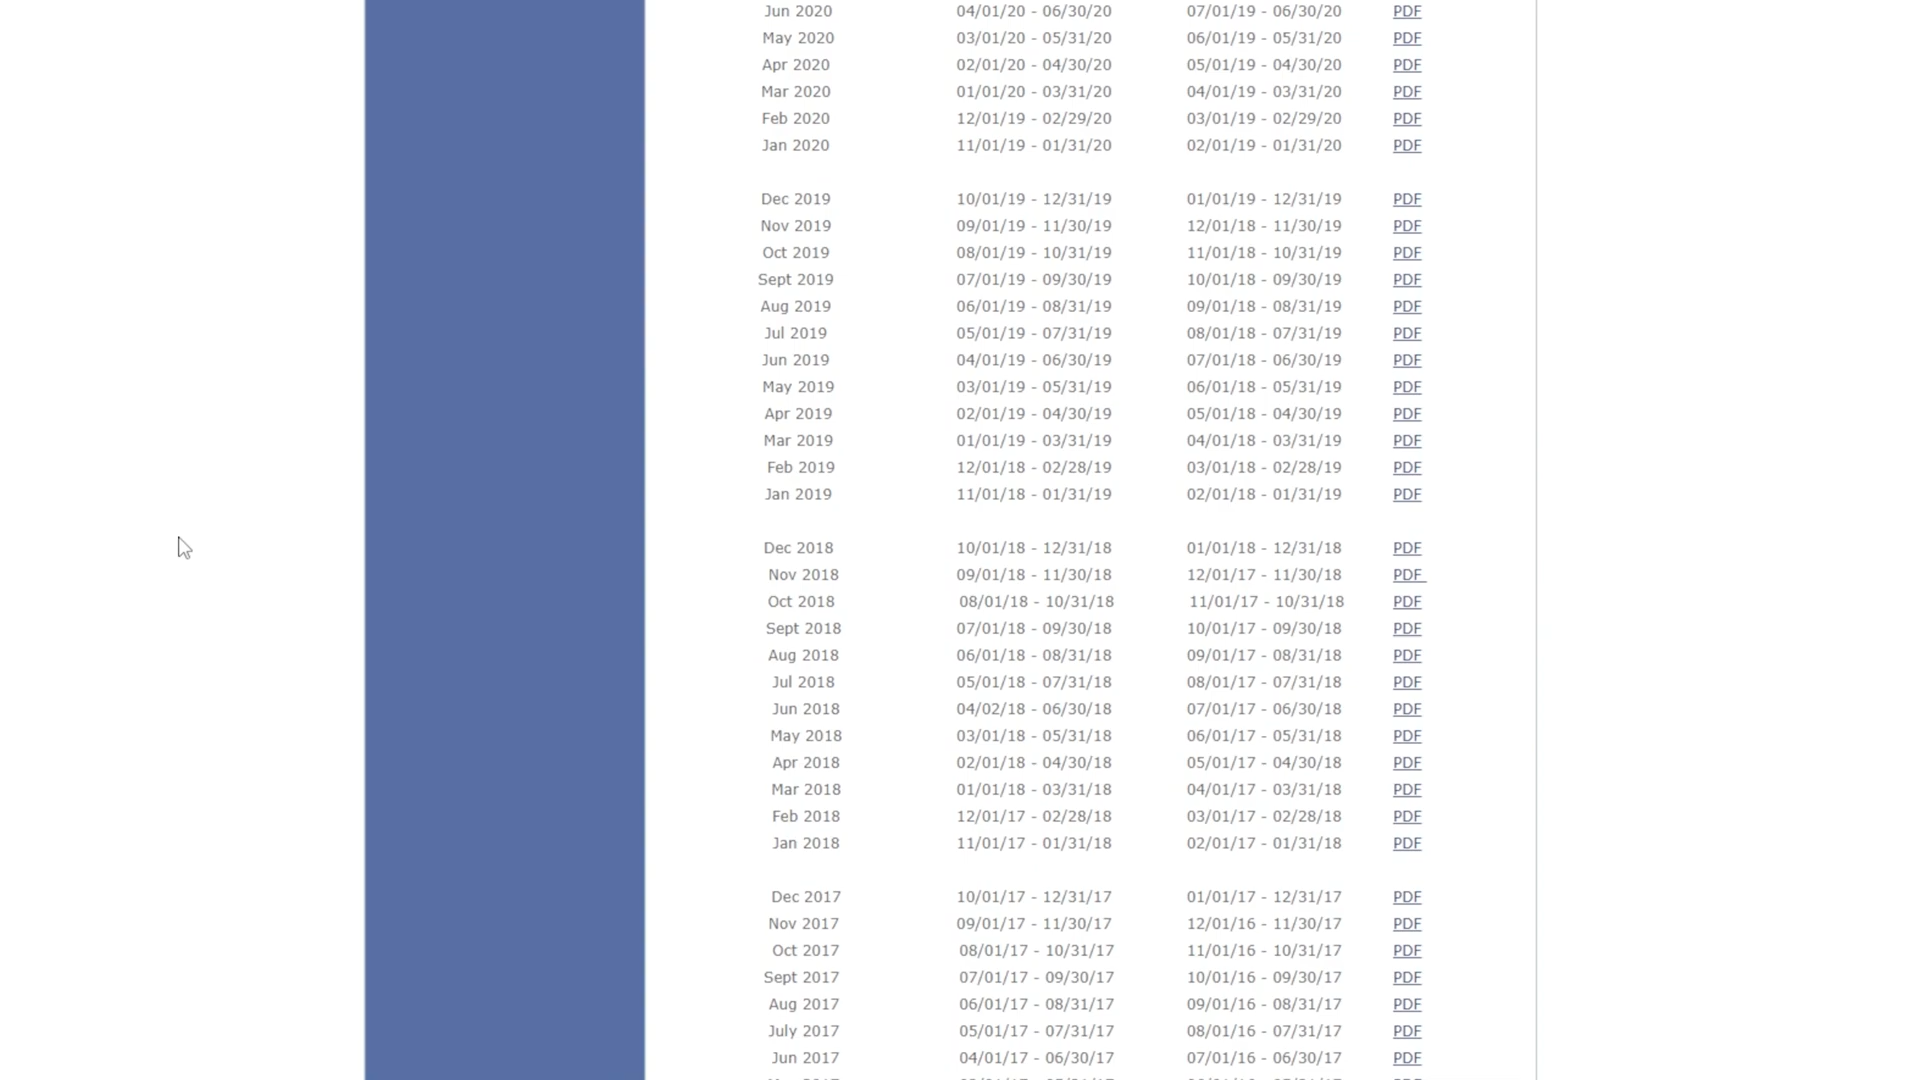 Jun 2020 04/01/20 - 06/30/20 07/01/19 - 06/30/20 PDF
May 2020 03/01/20 - 05/31/20 06/01/19 - 05/31/20 PDF
Apr 2020 02/01/20 - 04/30/20 05/01/19 - 04/30/20 PDF
Mar 2020 01/01/20 - 03/31/20 04/01/19 - 03/31/20 PDF
Feb 2020 12/01/19 - 02/29/20 03/01/19 - 02/29/20 PDF
Jan 2020 11/01/19 - 01/31/20 02/01/19 - 01/31/20 PDF
Dec 2019 10/01/19 - 12/31/19 01/01/19 - 12/31/19 PDF
Nov 2019 09/01/19 - 11/30/19 12/01/18 - 11/30/19 PDF
Oct 2019 08/01/19 - 10/31/19 11/01/18 - 10/31/19 PDF
Sept 2019 07/01/19 - 09/30/19 10/01/18 - 09/30/19 PDF
Aug 2019 06/01/19 - 08/31/19 09/01/18 - 08/31/19 PDF
Jul 2019 05/01/19 - 07/31/19 08/01/18 - 07/31/19 PDF
Jun 2019 04/01/19 - 06/30/19 07/01/18 - 06/30/19 PDF
May 2019 03/01/19 - 05/31/19 06/01/18 - 05/31/19 PDF
Apr 2019 02/01/19 - 04/30/19 05/01/18 - 04/30/19 PDF
Mar 2019 01/01/19 - 03/31/19 04/01/18 - 03/31/19 PDF
Feb 2019 12/01/18 - 02/28/19 03/01/18 - 02/28/19 PDF
Jan 2019 11/01/18 - 01/31/19 02/01/18 - 01/31/19 PDF
Dec 2018 10/01/18 - 12/31/18 01/01/18 - 12/31/18 PDF
Nov 2018 09/01/18 - 11/30/18 12/01/17 - 11/30/18 PDF
Oct 2018 08/01/18 - 10/31/18 11/01/17 - 10/31/18 PDF
Sept 2018 07/01/18 - 09/30/18 10/01/17 - 09/30/18 PDF
Aug 2018 06/01/18 - 08/31/18 09/01/17 - 08/31/18 PDF
Jul 2018 05/01/18 - 07/31/18 08/01/17 - 07/31/18 PDF
Jun 2018 04/02/18 - 06/30/18 07/01/17 - 06/30/18 PDF
May 2018 03/01/18 - 05/31/18 06/01/17 - 05/31/18 PDF
Apr 2018 02/01/18 - 04/30/18 05/01/17 - 04/30/18 PDF
Mar 2018 01/01/18 - 03/31/18 04/01/17 - 03/31/18 PDF
Feb 2018 12/01/17 - 02/28/18 03/01/17 - 02/28/18 PDF
Jan 2018 11/01/17 - 01/31/18 02/01/17 - 01/31/18 PDF
Dec 2017 10/01/17 - 12/31/17 01/01/17 - 12/31/17 PDF
Nov 2017 09/01/17 - 11/30/17 12/01/16 - 11/30/17 PDF
Oct 2017 08/01/17 - 10/31/17 11/01/16 - 10/31/17 PDF
Sept 2017 07/01/17 - 09/30/17 10/01/16 - 09/30/17 PDF
Aug 2017 06/01/17 - 08/31/17 09/01/16 - 08/31/17 PDF
July 2017 05/01/17 - 07/31/17 08/01/16 - 07/31/17 PDF
Jun 2017 04/01/17 - 06/30/17 07/01/16 - 06/30/17 PDF